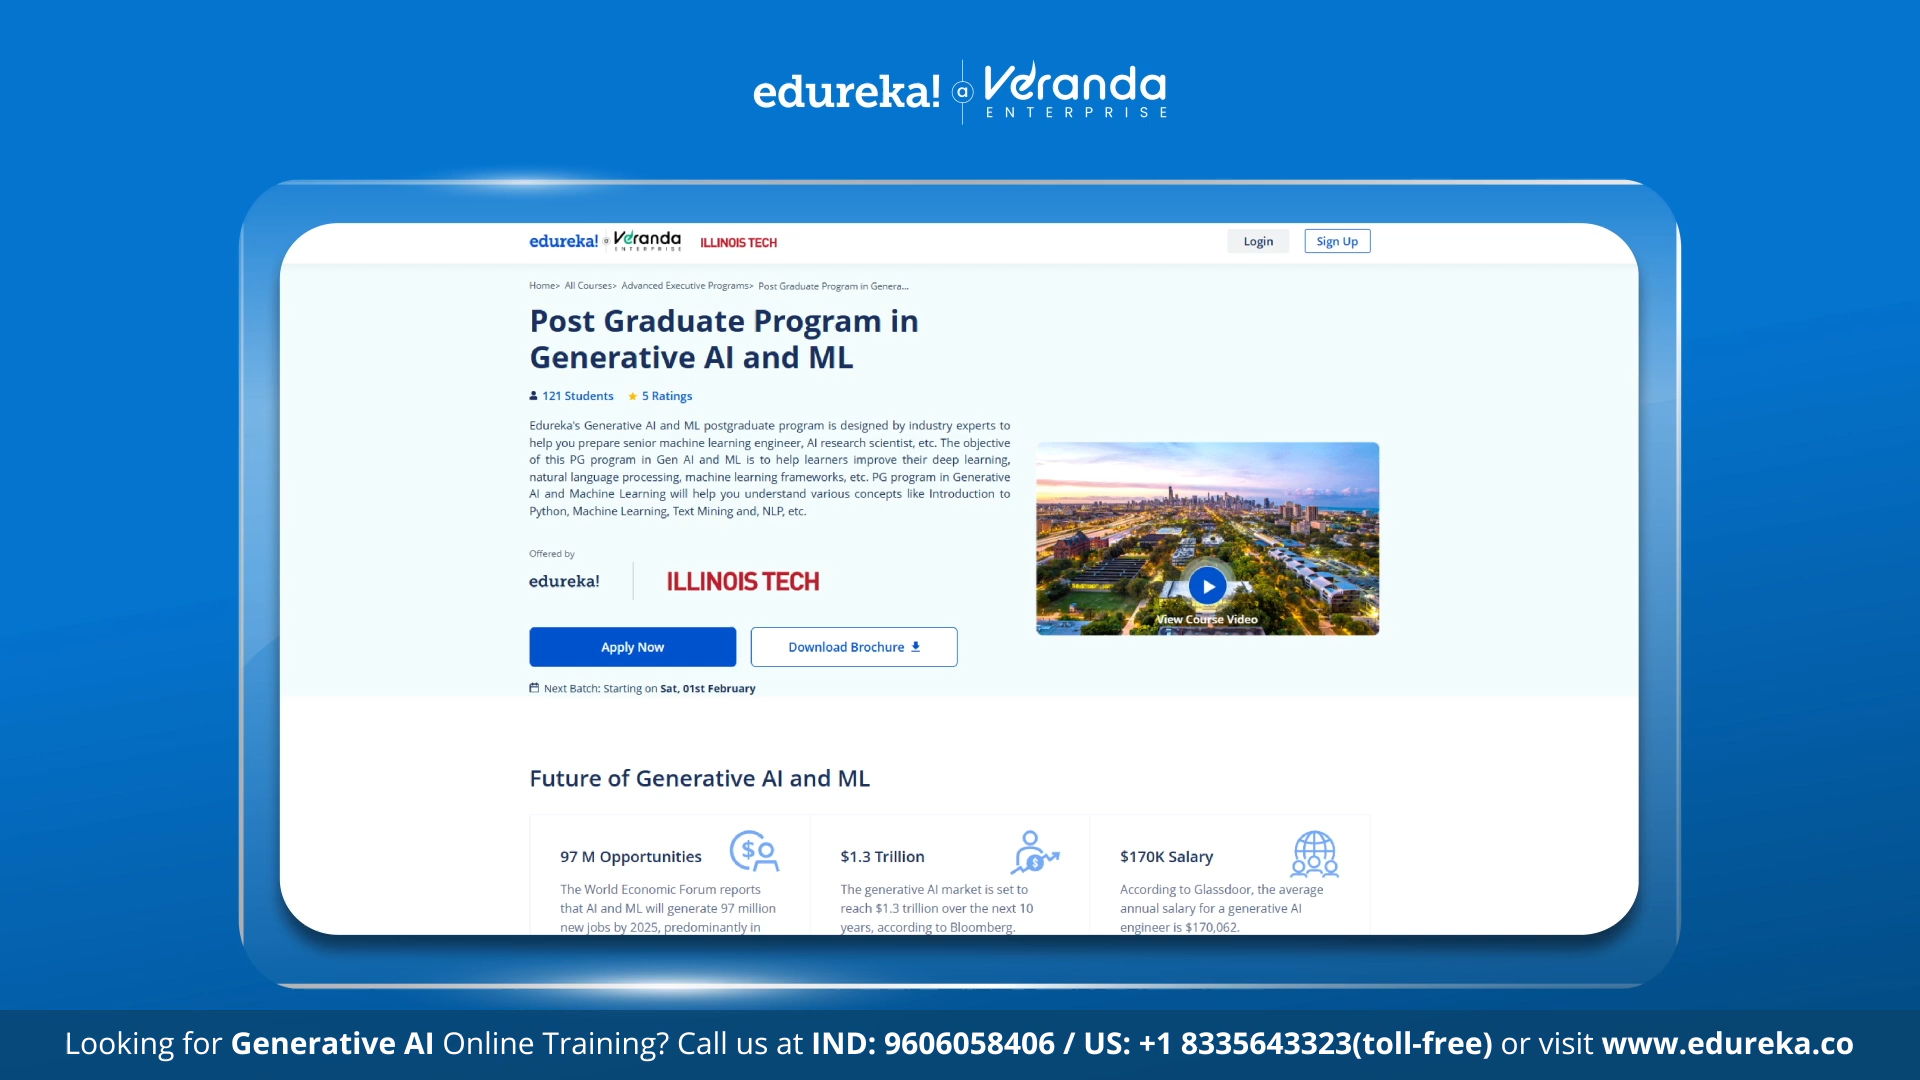 edureka! a Veranda
ENTERPRISE
edureka! a Veranda ENTERPRISE ILLINOIS TECH
Login Sign Up
Home> All Courses> Advanced Executive Programs> Post Graduate Program in Genera...
Post Graduate Program in
Generative AI and ML
121 Students 5 Ratings
Edureka's Generative AI and ML postgraduate program is designed by industry experts to
help you prepare senior machine learning engineer, AI research scientist, etc. The objective
of this PG program in Gen AI and ML is to help learners improve their deep learning,
natural language processing, machine learning frameworks, etc. PG program in Generative
AI and Machine Learning will help you understand various concepts like Introduction to
Python, Machine Learning, Text Mining and, NLP, etc.
Offered by
edureka! ILLINOIS TECH
View Course Video
Apply Now Download Brochure
Next Batch: Starting on Sat, 01st February
Future of Generative AI and ML
97 M Opportunities
The World Economic Forum reports
that AI and ML will generate 97 million
new jobs by 2025, predominantly in
$1.3 Trillion
The generative AI market is set to
reach $1.3 trillion over the next 10
years, according to Bloomberg.
$170K Salary
According to Glassdoor, the average
annual salary for a generative AI
engineer is $170,062.
Looking for Generative AI Online Training? Call us at IND: 9606058406 / US: +1 8335643323(toll-free) or visit www.edureka.co